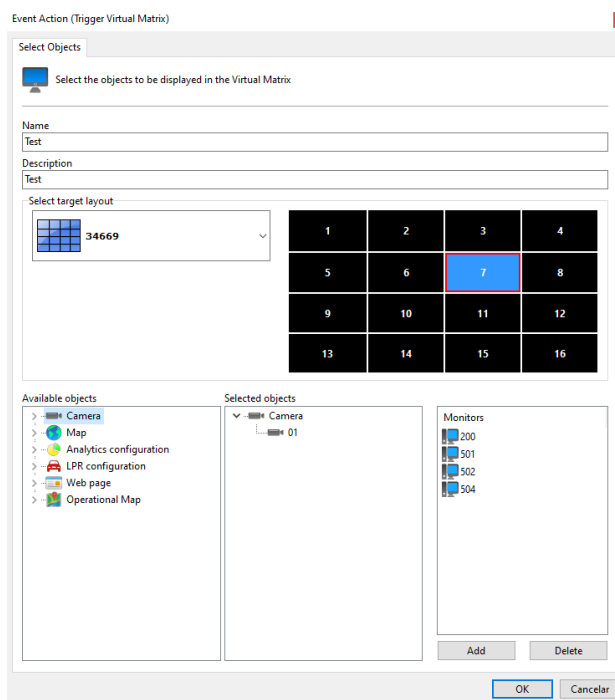 Event Action (Trigger Virtual Matrix)
Select Objects
Select the objects to be displayed in the Virtual Matrix
Name
Test
Description
Test
Select target layout
34669
1 2 3 4
5 6 7 8
9 10 11 12
13 14 15 16
Available objects
Camera
Map
Analytics configuration
LPR configuration
Web page
Operational Map
Selected objects
Camera
01
Monitors
200
501
502
504
Add Delete
OK Cancelar